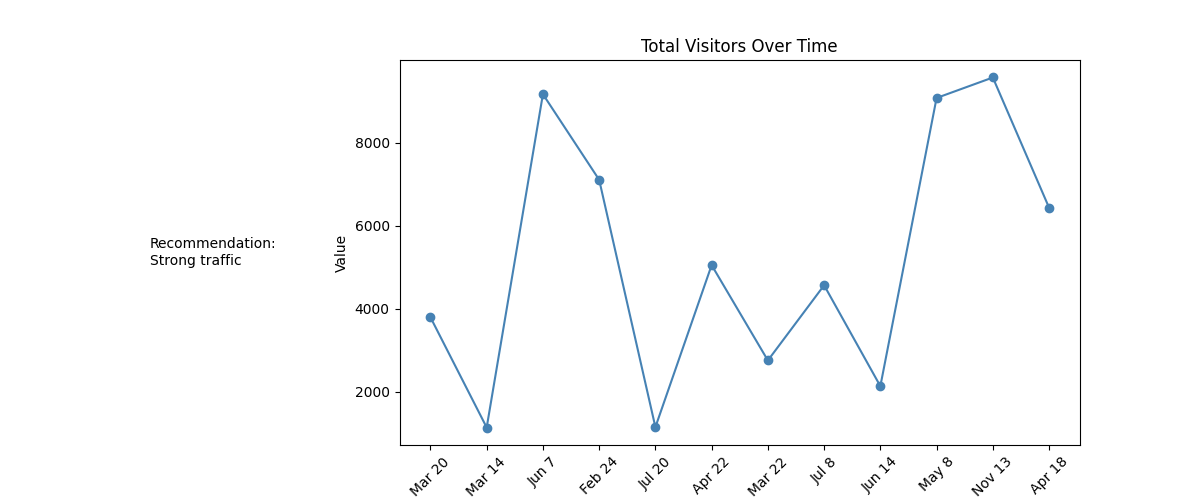 Total Visitors Over Time
Recommendation:
Strong traffic
Value
8000
6000
4000
2000
Mar 20
Mar 14
Jun 7
Feb 24
Jul 20
Apr 22
Mar 22
Jul 8
Jun 14
May 8
Nov 13
Apr 18